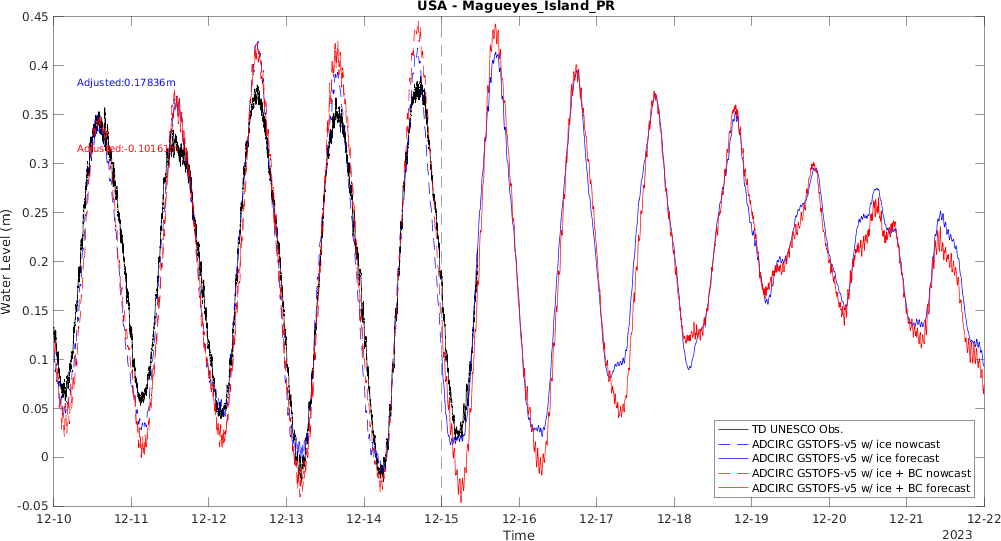 USA - Magueyes_Island_PR
0.45
0.4
0.35
0.3
0.25
0.2
0.15
0.1
0.05
0
-0.05
Water Level (m)
Adjusted:0.17836m
Adjusted:-0.10161
TD UNESCO Obs.
ADCIRC GSTOFS-v5 w/ ice nowcast
ADCIRC GSTOFS-v5 w/ ice forecast
ADCIRC GSTOFS-v5 w/ ice + BC nowcast
ADCIRC GSTOFS-v5 w/ ice + BC forecast
12-10 12-11 12-12 12-13 12-14 12-15 12-16 12-17 12-18 12-19 12-20 12-21 12-22
Time
2023